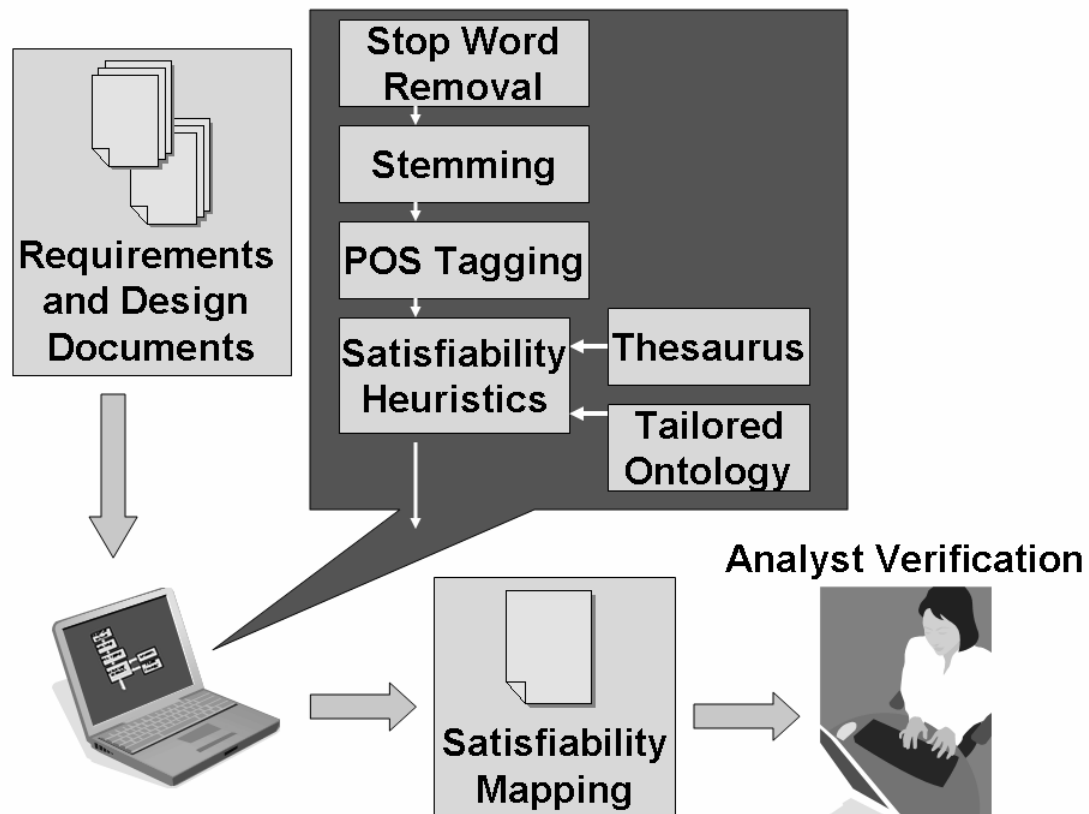 Stop Word
Removal
Stemming
POS Tagging
Satisfiability
Heuristics
Thesaurus
Tailored
Ontology
Requirements
and Design
Documents
Satisfiability
Mapping
Analyst Verification